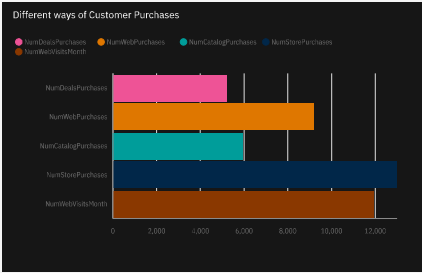 Different ways of Customer Purchases
NumDealsPurchases NumWebPurchases NumCatalogPurchases NumStorePurchases
NumWebVisitsMonth
NumDealsPurchases
NumWebPurchases
NumCatalogPurchases
NumStorePurchases
NumWebVisitsMonth
0 2,000 4,000 6,000 8,000 10,000 12,000